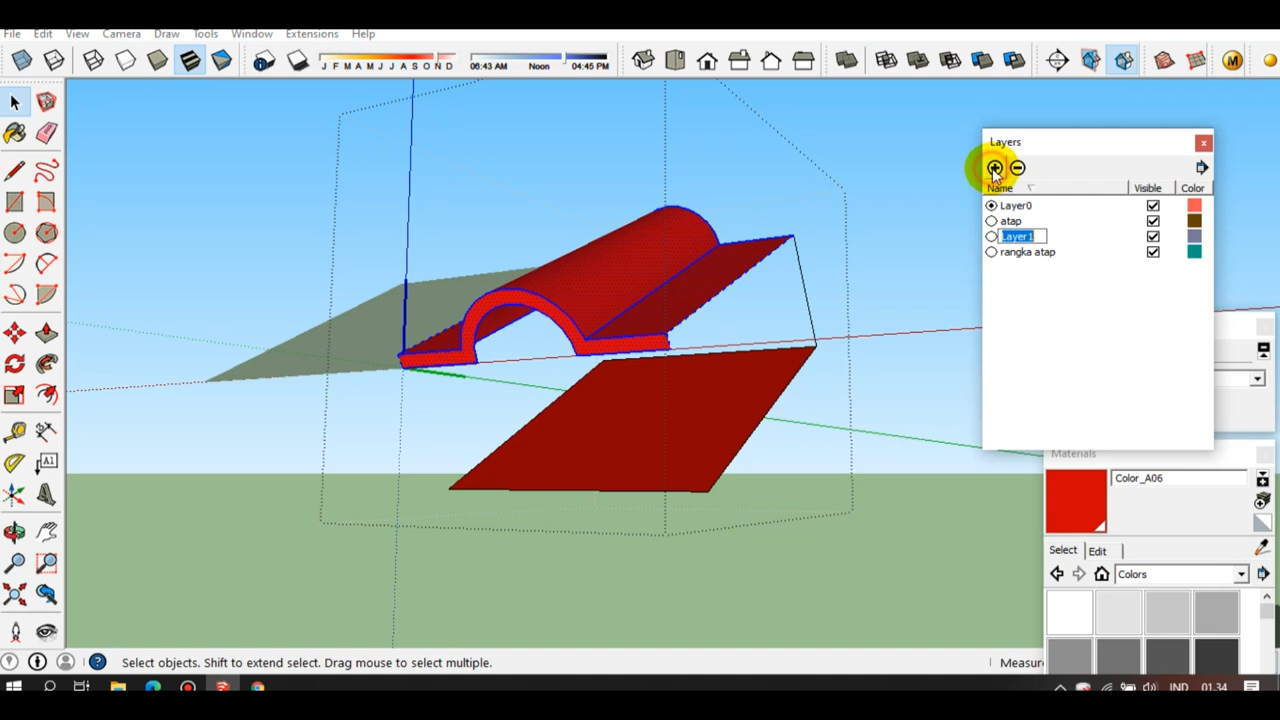 File Edit View Camera Draw Tools Window Extensions Help
J F M A M J J A S O N D
06:43 AM Noon 04:45 PM
M
A1
Layers
Name Visible Color
Layer0
atap
Layer1
rangka atap
Materials
Color_A06
Select Edit
Colors
Select objects. Shift to extend select. Drag mouse to select multiple.
Measur
IND 01.34